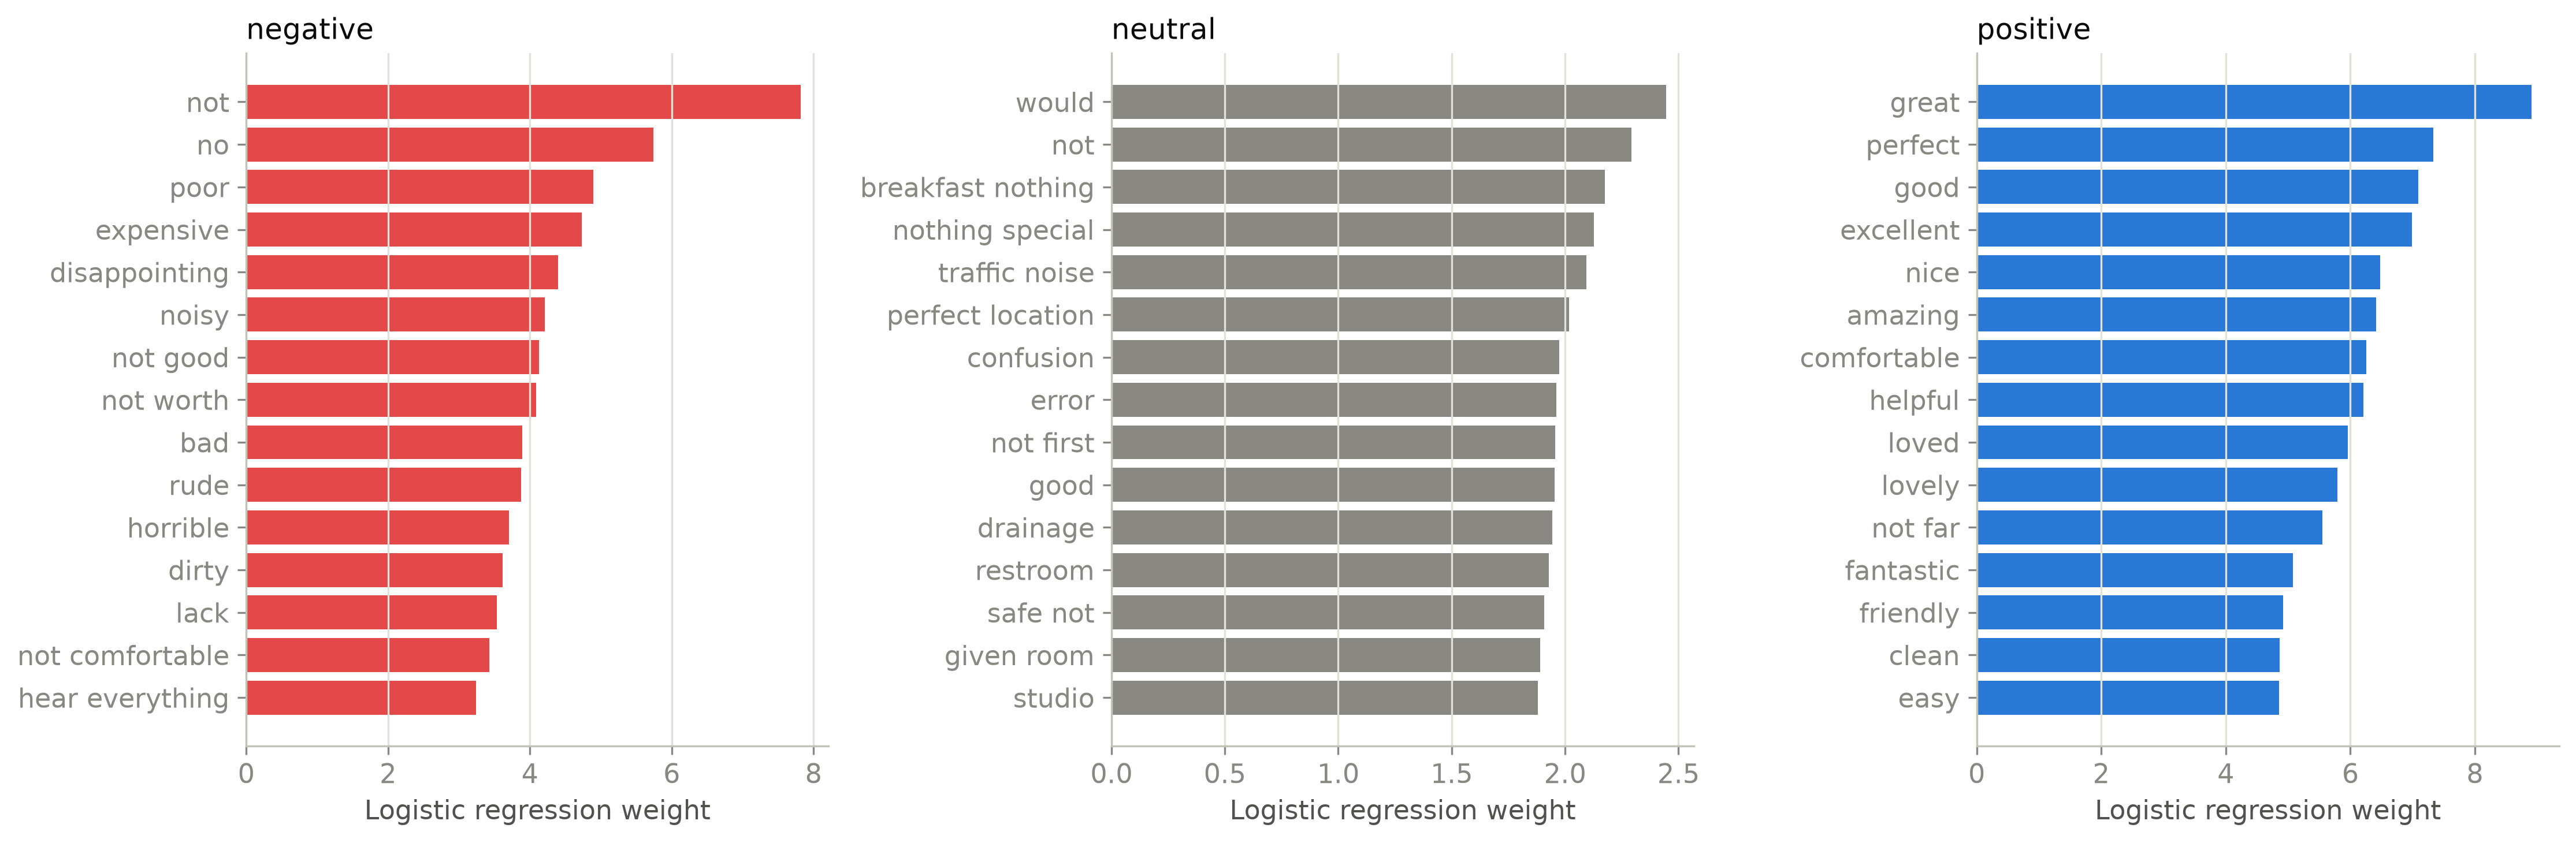 negative
not
no
poor
expensive
disappointing
noisy
not good
not worth
bad
rude
horrible
dirty
lack
not comfortable
hear everything
0 2 4 6 8
Logistic regression weight
neutral
would
not
breakfast nothing
nothing special
traffic noise
perfect location
confusion
error
not first
good
drainage
restroom
safe not
given room
studio
0.0 0.5 1.0 1.5 2.0 2.5
Logistic regression weight
positive
great
perfect
good
excellent
nice
amazing
comfortable
helpful
loved
lovely
not far
fantastic
friendly
clean
easy
0 2 4 6 8
Logistic regression weight